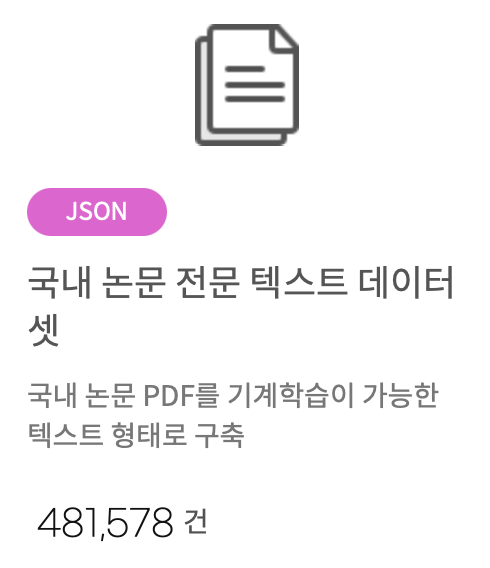 JSON
국내 논문 전문 텍스트 데이터
셋
국내 논문 PDF를 기계학습이 가능한
텍스트 형태로 구축
481,578 건